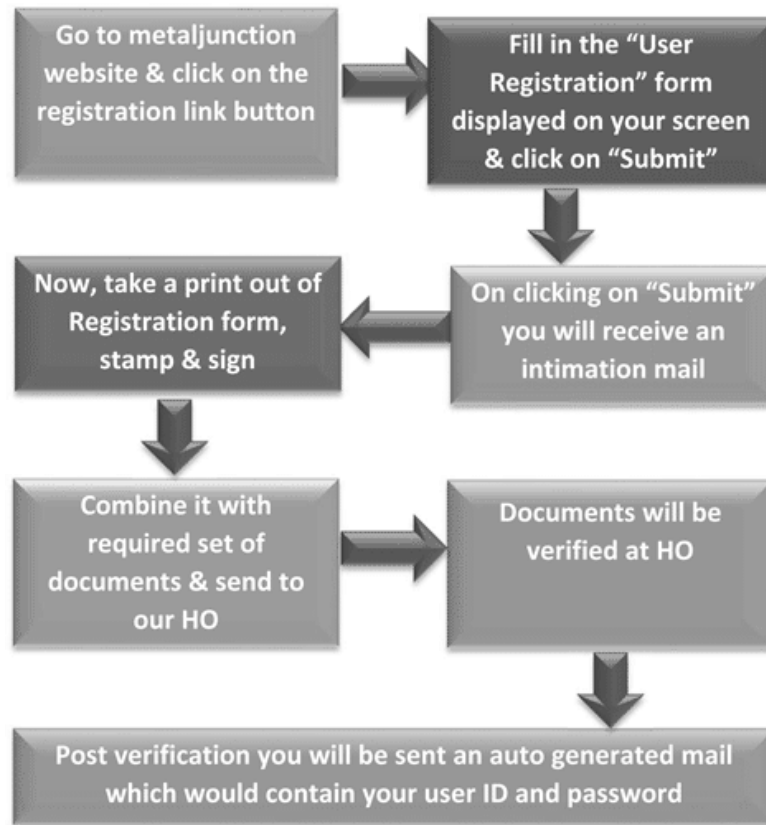 Go to metaljunction
website & click on the
registration link button
Fill in the “User
Registration” form
displayed on your screen
& click on “Submit”
On clicking on “Submit”
you will receive an
intimation mail
Now, take a print out of
Registration form,
stamp & sign
Combine it with
required set of
documents & send to
our HO
Documents will be
verified at HO
Post verification you will be sent an auto generated mail
which would contain your user ID and password